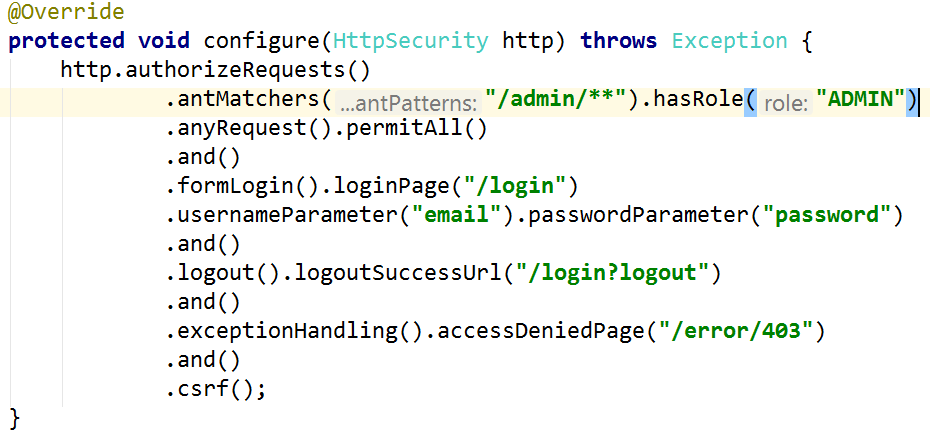 @Override
protected void configure(HttpSecurity http) throws Exception {
    http.authorizeRequests()
            .antMatchers( ...antPatterns: "/admin/**").hasRole( role: "ADMIN")
            .anyRequest().permitAll()
            .and()
            .formLogin().loginPage("/login")
            .usernameParameter("email").passwordParameter("password")
            .and()
            .logout().logoutSuccessUrl("/login?logout")
            .and()
            .exceptionHandling().accessDeniedPage("/error/403")
            .and()
            .csrf();
}